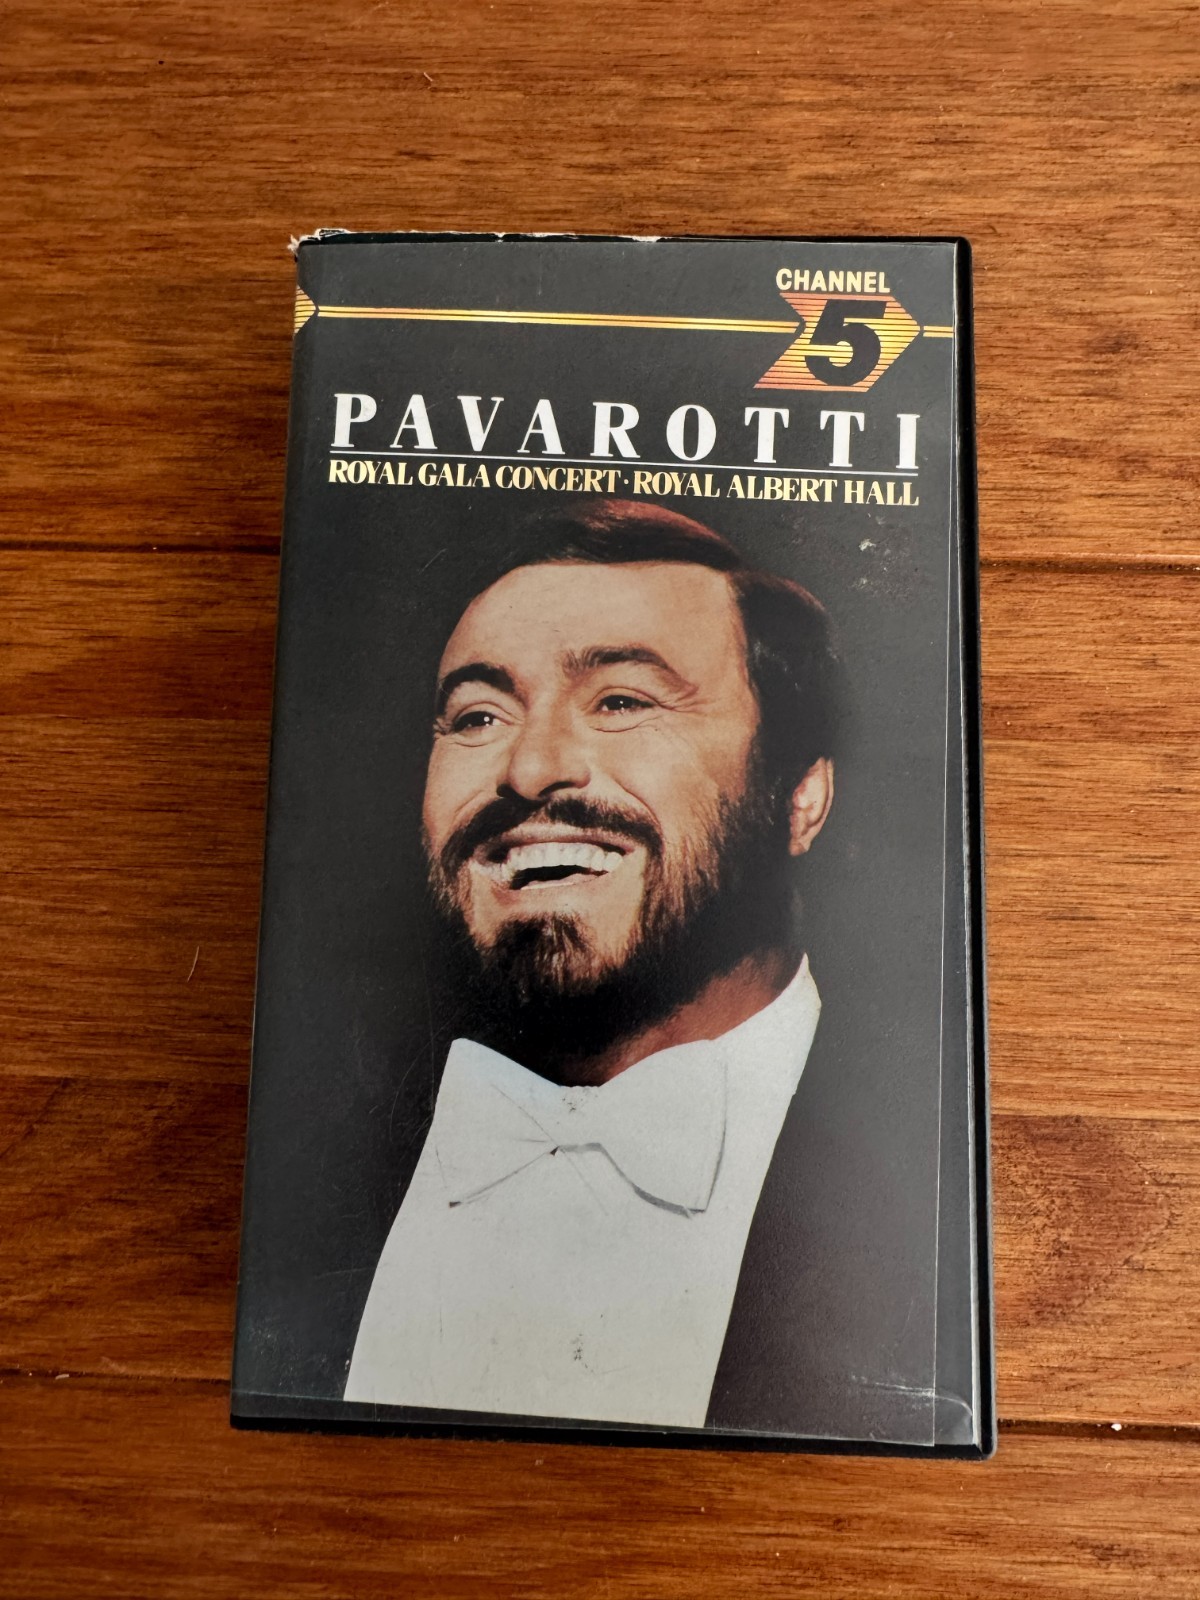 CHANNEL
5
PAVAROTTI
ROYAL GALA CONCERT · ROYAL ALBERT HALL